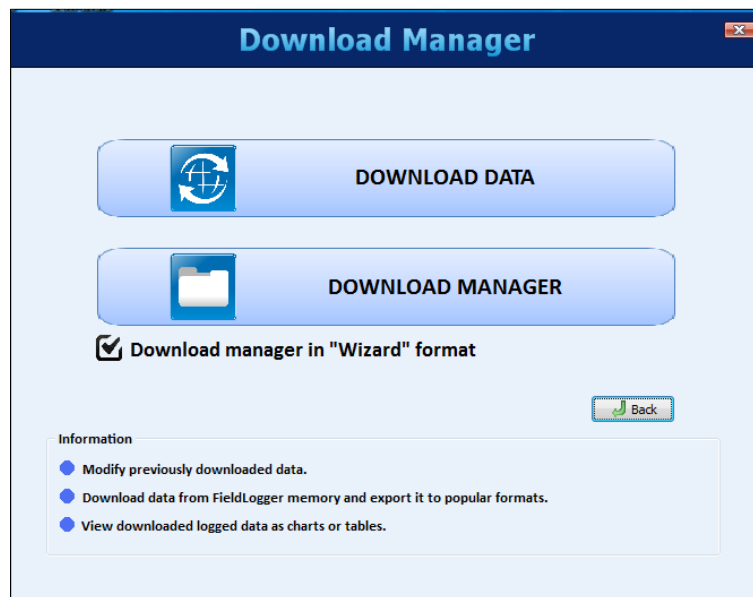 Download Manager
DOWNLOAD DATA
DOWNLOAD MANAGER
Download manager in "Wizard" format
Back
Information
Modify previously downloaded data.
Download data from FieldLogger memory and export it to popular formats.
View downloaded logged data as charts or tables.